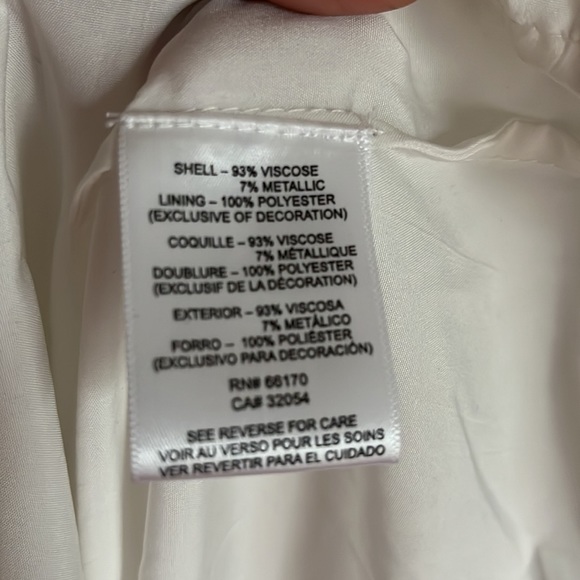 SHELL – 93% VISCOSE
7% METALLIC
LINING – 100% POLYESTER
(EXCLUSIVE OF DECORATION)
COQUILLE – 93% VISCOSE
7% MÉTALLIQUE
DOUBLURE – 100% POLYESTER
(EXCLUSIF DE LA DÉCORATION)
EXTERIOR – 93% VISCOSA
7% METÁLICO
FORRO – 100% POLIÉSTER
(EXCLUSIVO PARA DECORACIÓN)
RN# 66170
CA# 32054
SEE REVERSE FOR CARE
VOIR AU VERSO POUR LES SOINS
VER REVERTIR PARA EL CUIDADO